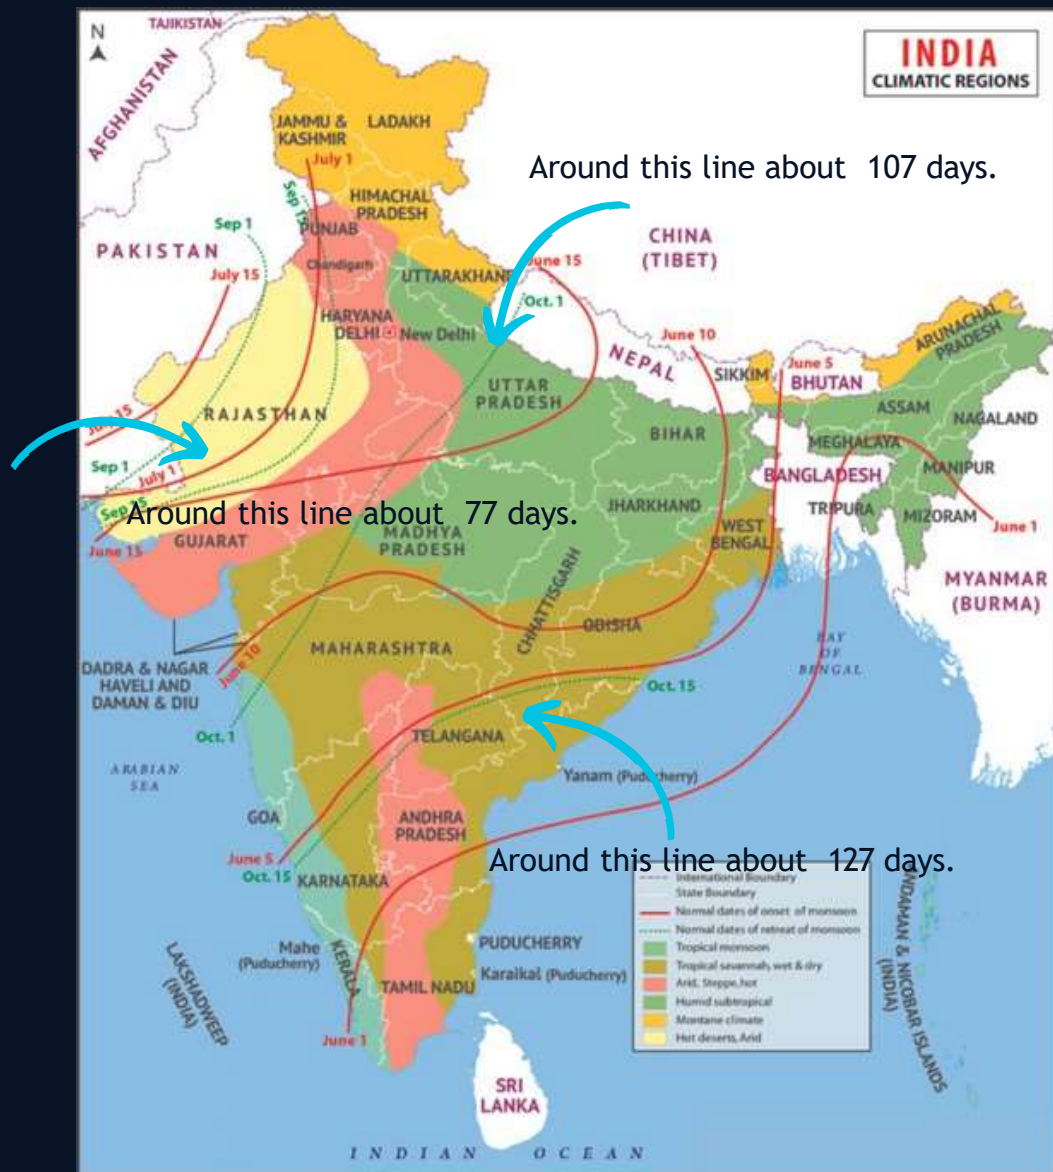 N
TAJIKISTAN
AFGHANISTAN
INDIA
CLIMATIC REGIONS
JAMMU &
KASHMIR
LADAKH
July 1
Around this line about 107 days.
Sep 15
HIMACHAL
PRADESH
Sep 1
PUNJAB
PAKISTAN
CHINA
(TIBET)
Chandigarh
July 15
UTTARAKHAND
June 15
Oct. 1
HARYANA
DELHI
New Delhi
June 10
NEPAL
ARUNACHAL
PRADESH
SIKKIM
June 5
BHUTAN
UTTAR
PRADESH
RAJASTHAN
July 15
ASSAM
NAGALAND
BIHAR
MEGHALAYA
Sep 1
July 1
BANGLADESH
MANIPUR
Sep 15
Around this line about 77 days.
JHARKHAND
TRIPURA
MIZORAM
June 1
GUJARAT
MADHYA
PRADESH
WEST
BENGAL
June 15
MYANMAR
(BURMA)
CHHATTISGARH
ODISHA
MAHARASHTRA
BAY
OF
BENGAL
June 10
DADRA & NAGAR
HAVELI AND
DAMAN & DIU
Oct. 15
Oct. 1
TELANGANA
ARABIAN
SEA
Yanam (Puducherry)
GOA
ANDHRA
PRADESH
June 5
Oct. 15
KARNATAKA
Around this line about 127 days.
International Boundary
State Boundary
Normal dates of onset of monsoon
Normal dates of retreat of monsoon
Tropical monsoon
Tropical savannah, wet & dry
Arid, Steppe, hot
Humid subtropical
Montane climate
Hot deserts, Arid
ANDAMAN & NICOBAR ISLANDS
(INDIA)
LAKSHADWEEP
(INDIA)
Mahe
(Puducherry)
KERALA
PUDUCHERRY
Karaikal (Puducherry)
TAMIL NADU
June 1
SRI
LANKA
INDIAN OCEAN